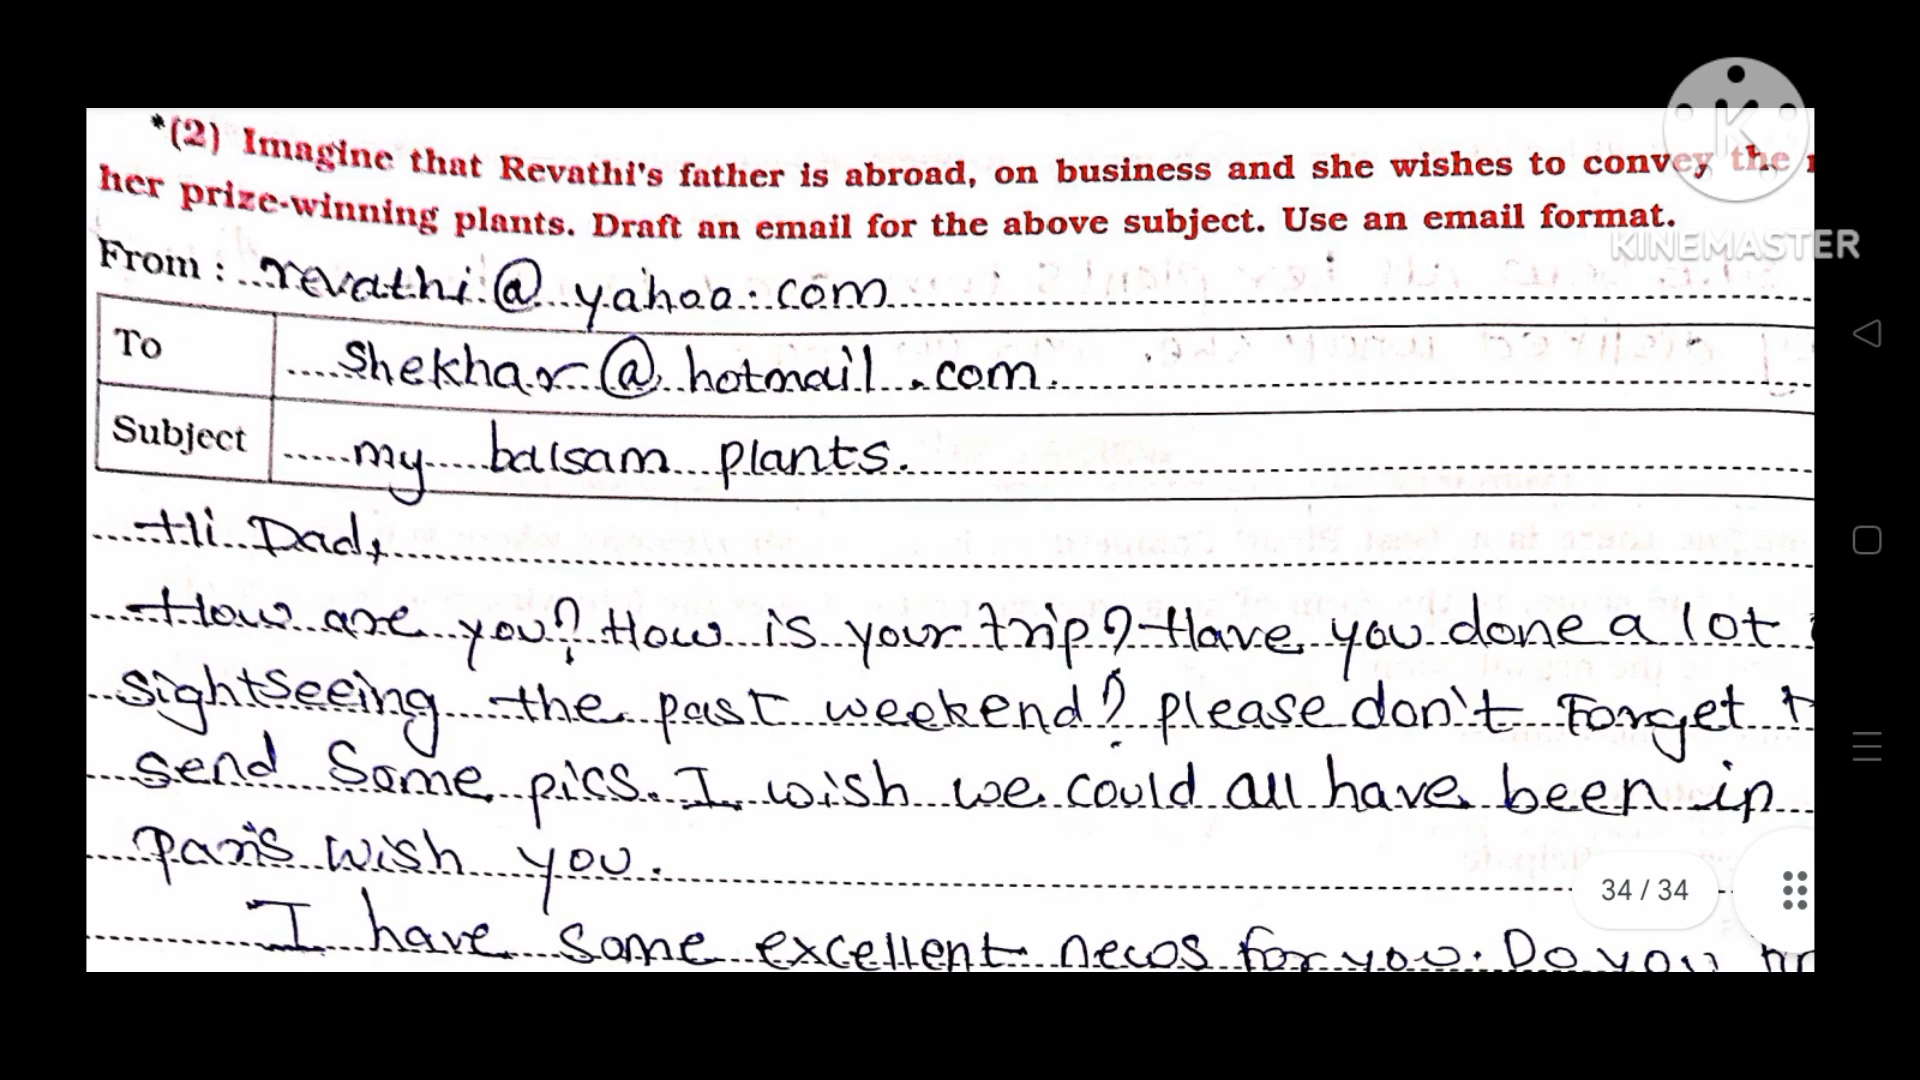 *(2) Imagine that Revathi's father is abroad, on business and she wishes to convey the
her prize-winning plants. Draft an email for the above subject. Use an email format.
KINEMASTER
From : revathi @ yahoo.com
To Shekhar @ hotmail .com.
Subject my balsam plants.
Hi Dad,
How are you? How is your trip? Have you done a lot
sightseeing the past weekend? please don't Forget
send Some pics. I wish we could all have been in
paris wish you.
34 / 34
I have some excellent news for you. Do you